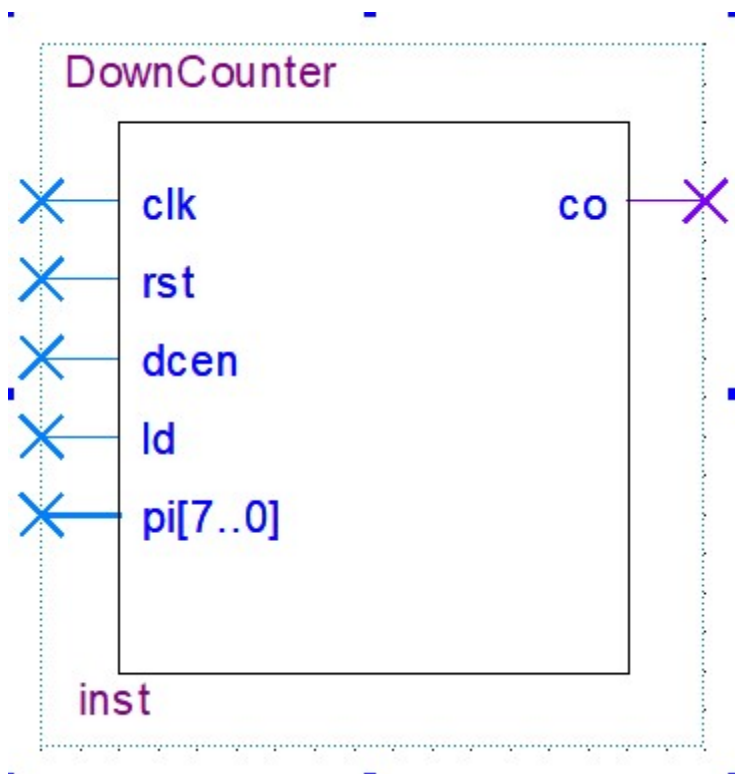 DownCounter
clk
co
rst
dcen
ld
pi[7..0]
inst